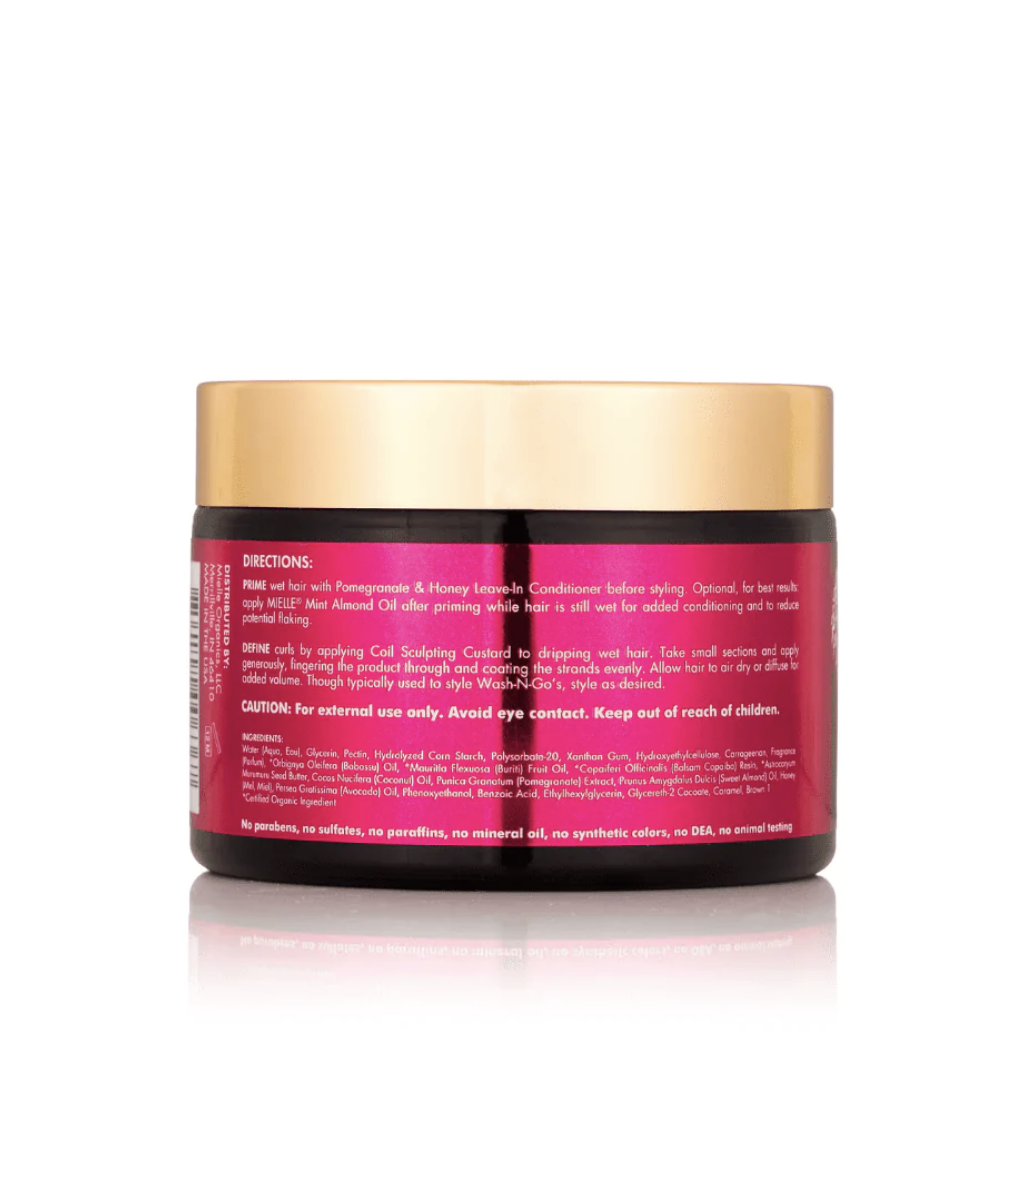 DIRECTIONS:
PRIME wet hair with Pomegranate & Honey Leave-In Conditioner before styling. Optional, for best results:
apply MIELLE® Mint Almond Oil after priming while hair is still wet for added conditioning and to reduce
potential flaking.
DEFINE curls by applying Coil Sculpting Custard to dripping wet hair. Take small sections and apply
generously, fingering the product through and coating the strands evenly. Allow hair to air dry or diffuse for
added volume. Though typically used to style Wash-N-Go's, style as desired.
CAUTION: For external use only. Avoid eye contact. Keep out of reach of children.
INGREDIENTS:
Water (Aqua, Eau), Glycerin, Pectin, Hydrolyzed Corn Starch, Polysorbate-20, Xanthan Gum, Hydroxyethylcellulose, Carrageenan, Fragrance
(Parfum), *Orbignya Oleifera (Babassu) Oil, *Mauritia Flexuosa (Buriti) Fruit Oil, *Copaiferi Officinalis (Balsam Copaiba) Resin, *Astrocaryum
Murumuru Seed Butter, Cocos Nucifera (Coconut) Oil, Punica Granatum (Pomegranate) Extract, Prunus Amygdalus Dulcis (Sweet Almond) Oil, Honey
(Mel, Miel), Persea Gratissima (Avocado) Oil, Phenoxyethanol, Benzoic Acid, Ethylhexylglycerin, Glycereth-2 Cocoate, Caramel, Brown 1
*Certified Organic Ingredient
No parabens, no sulfates, no paraffins, no mineral oil, no synthetic colors, no DEA, no animal testing
DISTRIBUTED BY:
Mielle Organics, LLC
Merrillville, IN 46410
MADE IN THE USA
12M